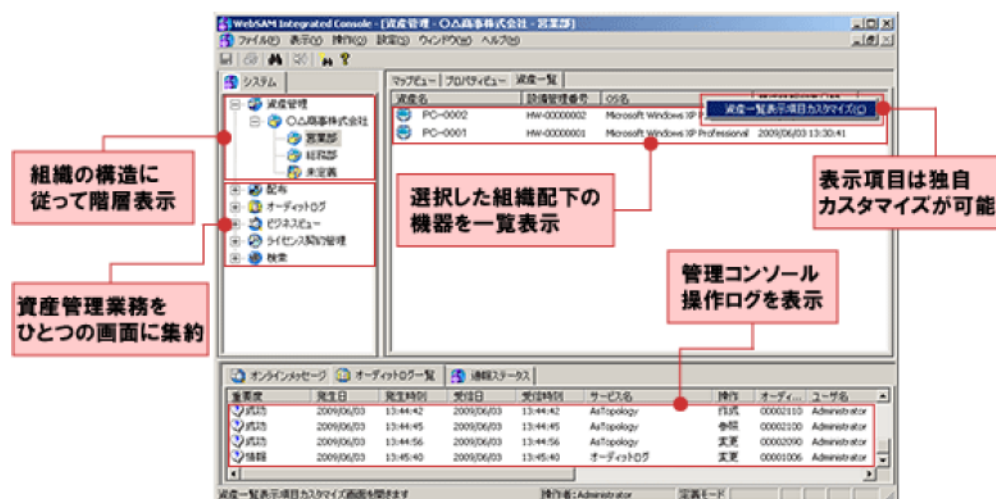 WebSAM Integrated Console - [資産管理 - 〇△商事株式会社 - 営業部]
ファイル(F) 表示(V) 操作(O) 設定(S) ウィンドウ(W) ヘルプ(H)
システム
マップビュー プロパティビュー 資産一覧
資産名 設備管理番号 OS名
資産一覧表示項目カスタマイズ(C)
PC-0002 HW-00000002 Microsoft Windows XP
PC-0001 HW-00000001 Microsoft Windows XP Professional 2009/06/03 13:30:41
資産管理
〇△商事株式会社
営業部
総務部
未定義
配布
オーディットログ
ビジネスビュー
ライセンス契約管理
検索
組織の構造に
従って階層表示
選択した組織配下の
機器を一覧表示
表示項目は独自
カスタマイズが可能
管理コンソール
操作ログを表示
資産管理業務を
ひとつの画面に集約
オンラインメッセージ オーディットログ一覧 通報ステータス
重要度 発生日 発生時刻 受信日 受信時刻 サービス名 操作 オーディ... ユーザ名
成功 2009/06/03 13:44:42 2009/06/03 13:44:42 AsTopology 作成 00002110 Administrator
成功 2009/06/03 13:44:45 2009/06/03 13:44:45 AsTopology 参照 00002100 Administrator
成功 2009/06/03 13:44:56 2009/06/03 13:44:56 AsTopology 変更 00002090 Administrator
情報 2009/06/03 13:45:40 2009/06/03 13:45:40 オーディットログ 変更 00001006 Administrator
資産一覧表示項目カスタマイズ画面を開きます 操作者:Administrator 定義モード